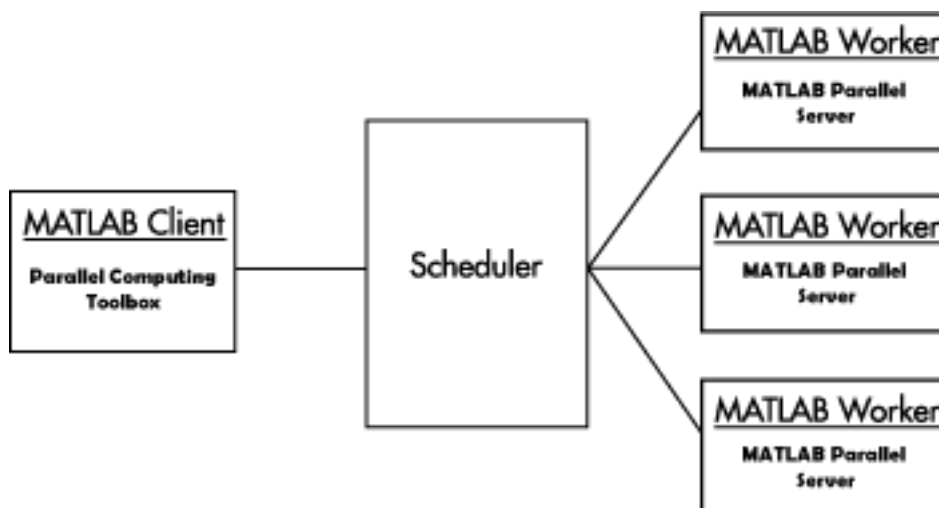 MATLAB Client
Parallel Computing
Toolbox
Scheduler
MATLAB Worker
MATLAB Parallel
Server
MATLAB Worker
MATLAB Parallel
Server
MATLAB Worker
MATLAB Parallel
Server